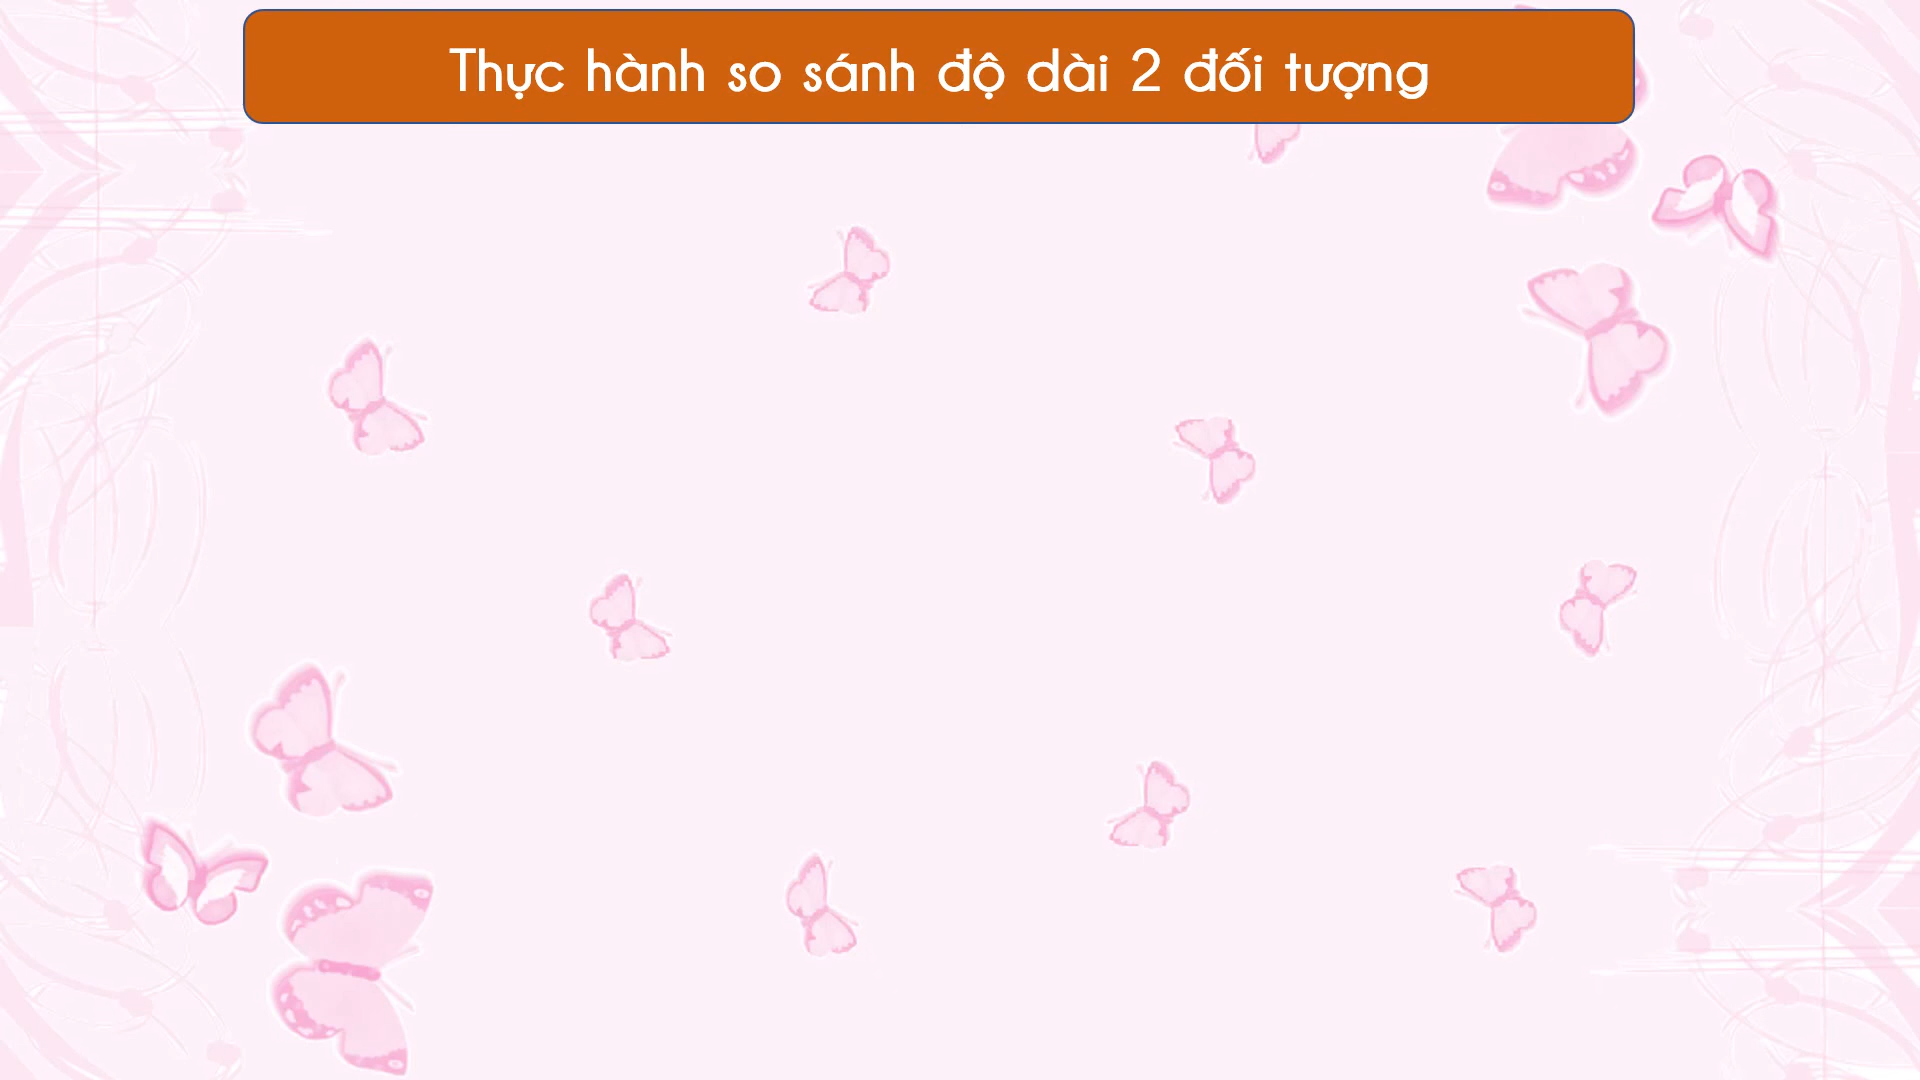 Thực hành so sánh độ dài 2 đối tượng